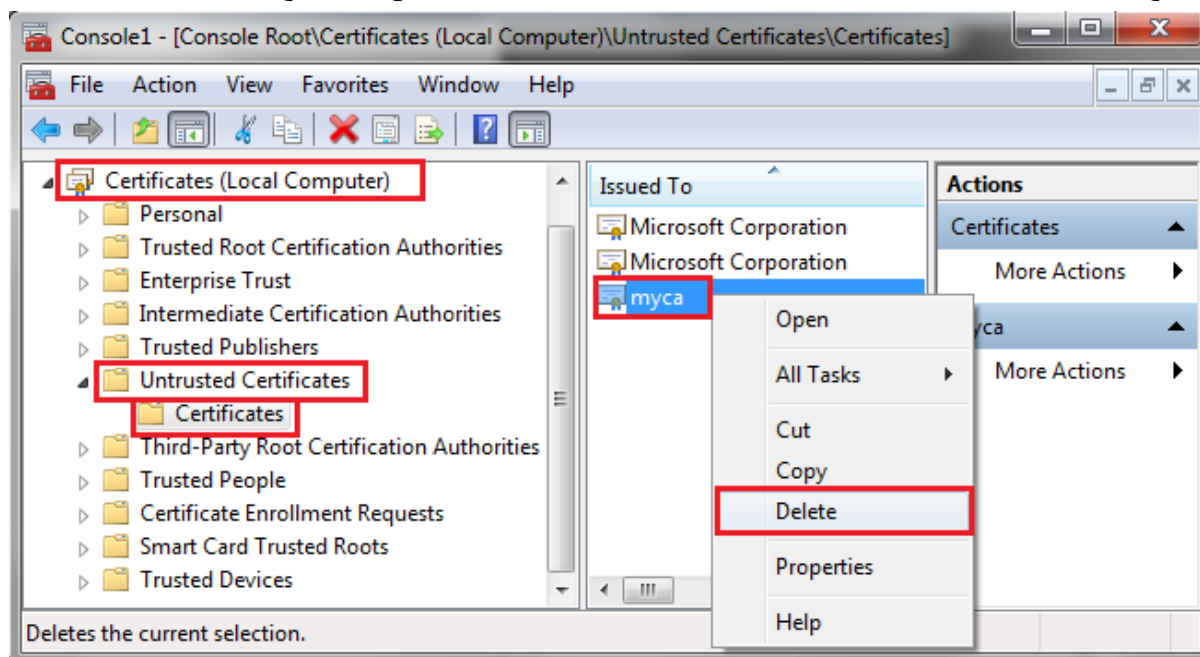 Console1 - [Console Root\Certificates (Local Computer)\Untrusted Certificates\Certificates]
File Action View Favorites Window Help
Certificates (Local Computer)
Personal
Trusted Root Certification Authorities
Enterprise Trust
Intermediate Certification Authorities
Trusted Publishers
Untrusted Certificates
Certificates
Third-Party Root Certification Authorities
Trusted People
Certificate Enrollment Requests
Smart Card Trusted Roots
Trusted Devices
Issued To
Microsoft Corporation
Microsoft Corporation
myca
Open
All Tasks
Cut
Copy
Delete
Properties
Help
Actions
Certificates
More Actions
yca
More Actions
Deletes the current selection.